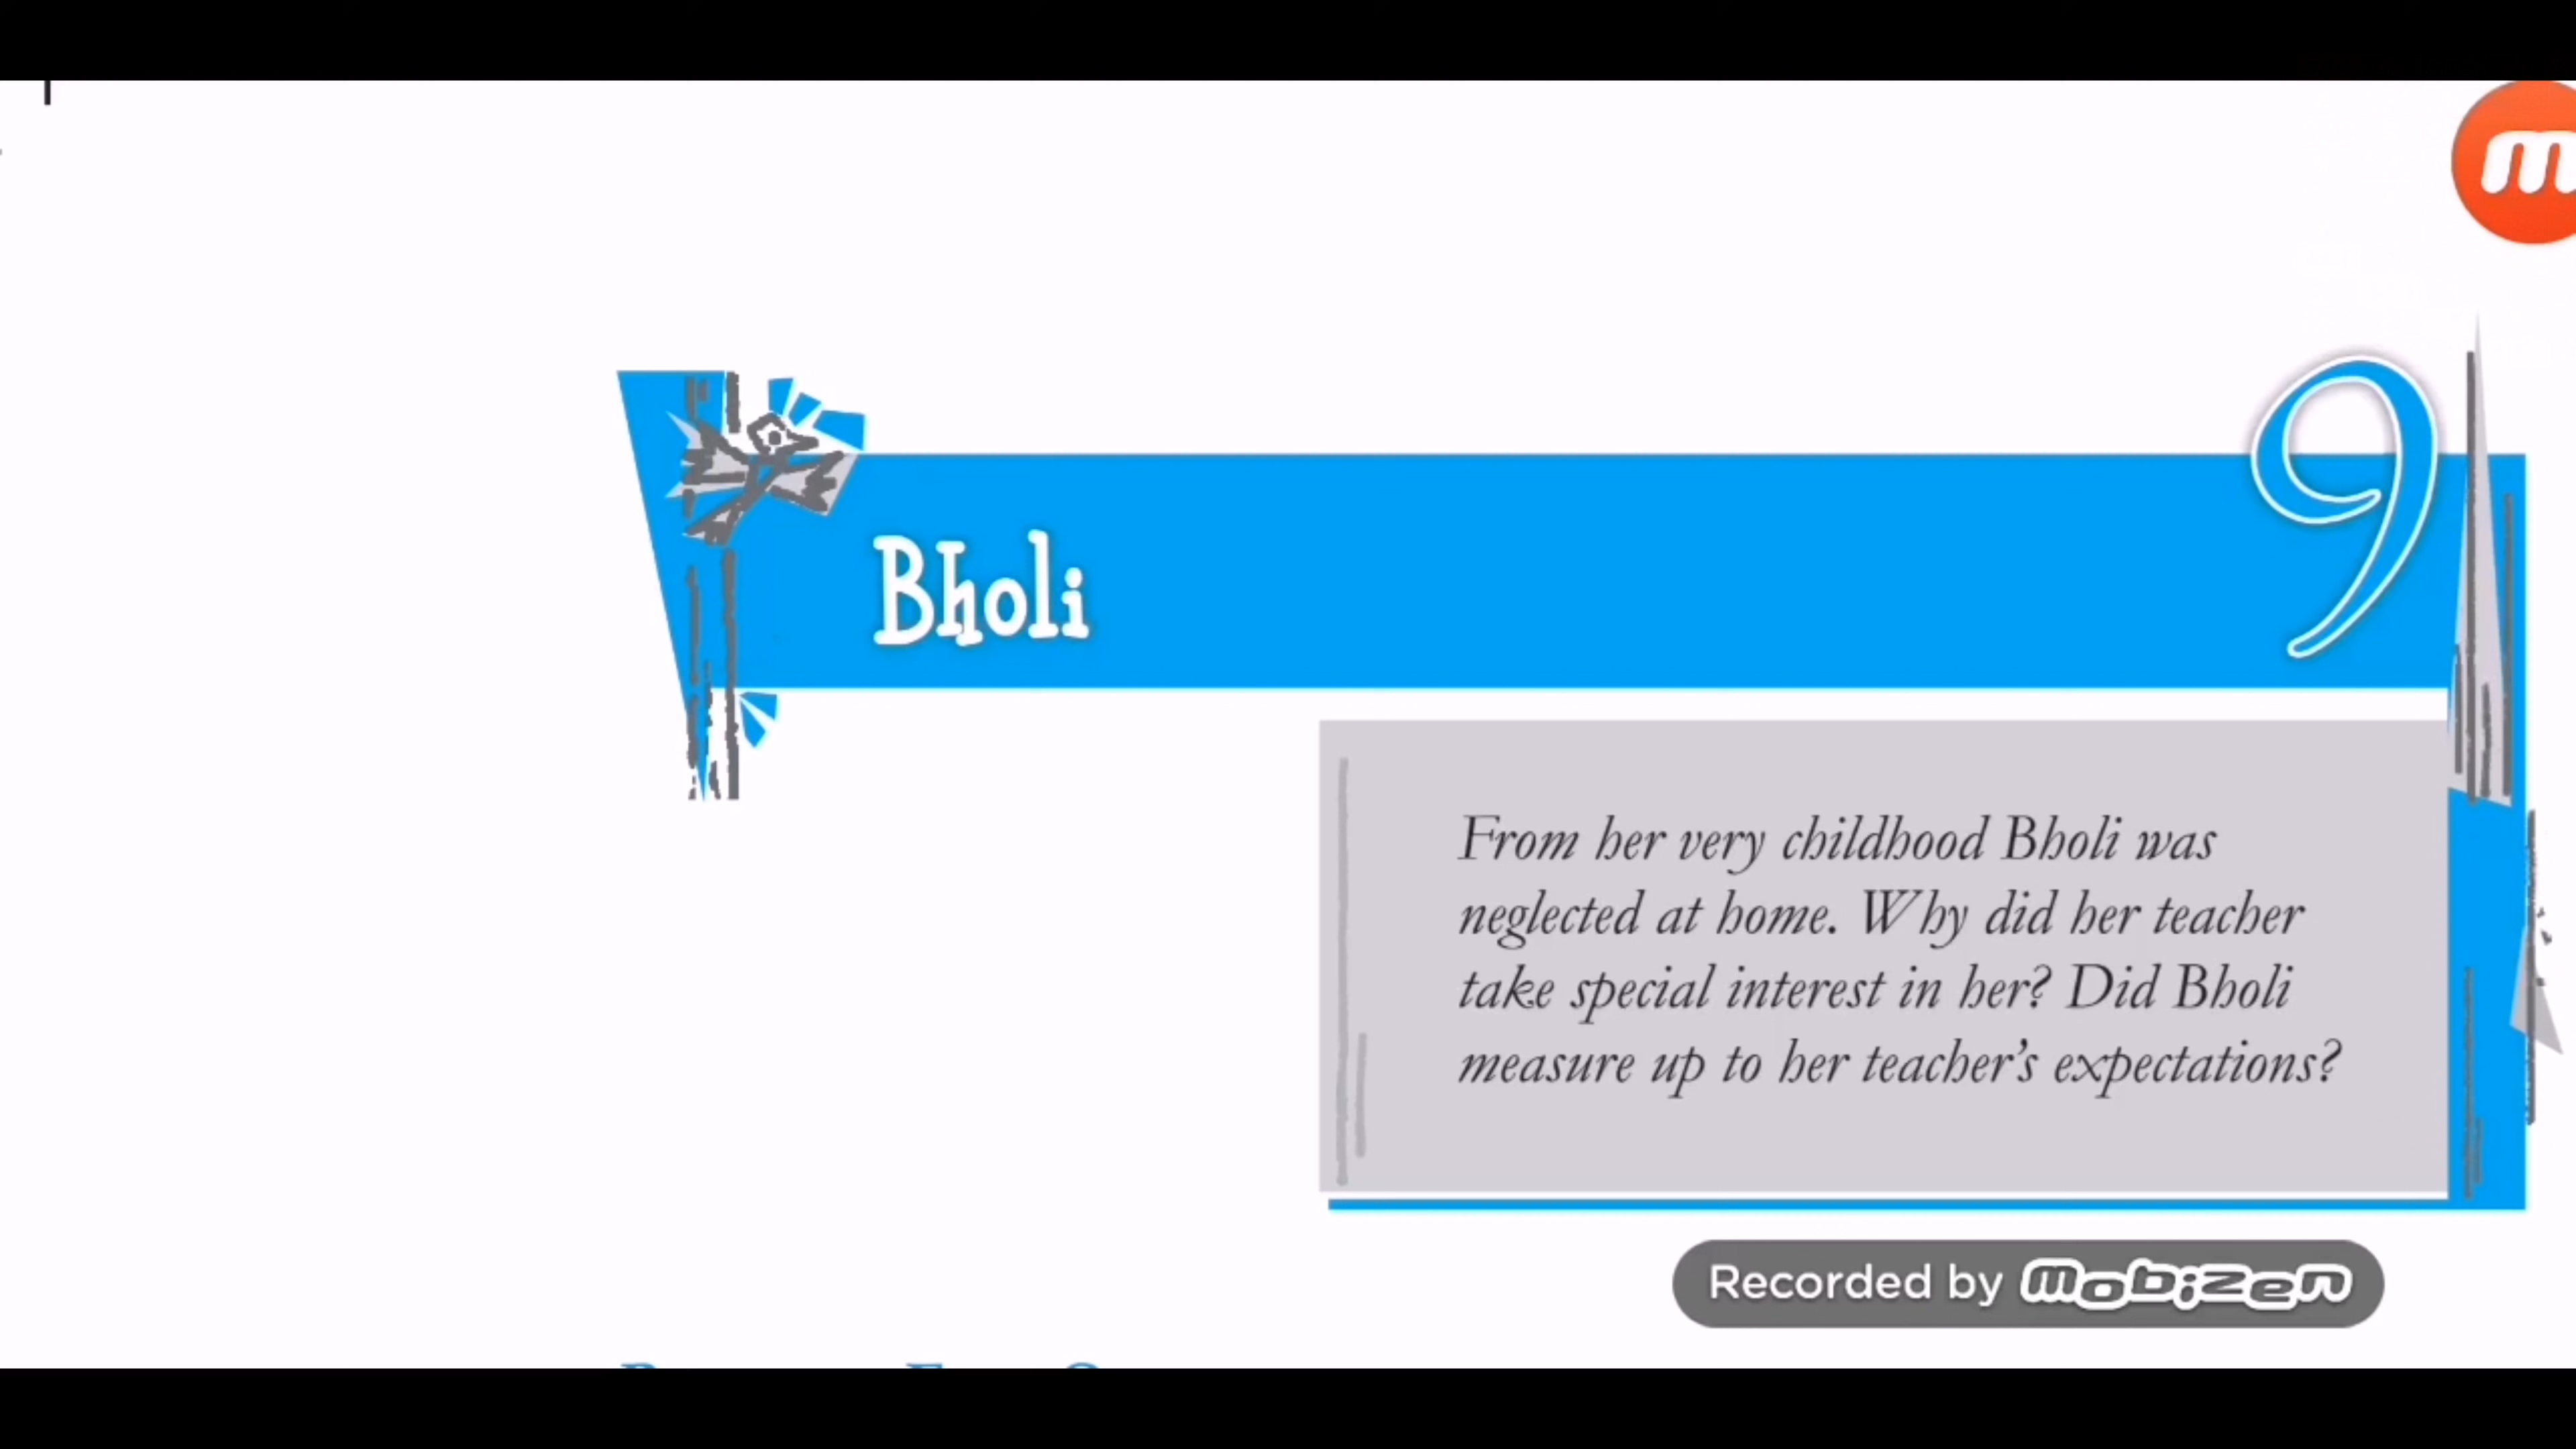 m
9
Bholi
From her very childhood Bholi was
neglected at home. Why did her teacher
take special interest in her? Did Bholi
measure up to her teacher's expectations?
Recorded by mobizen